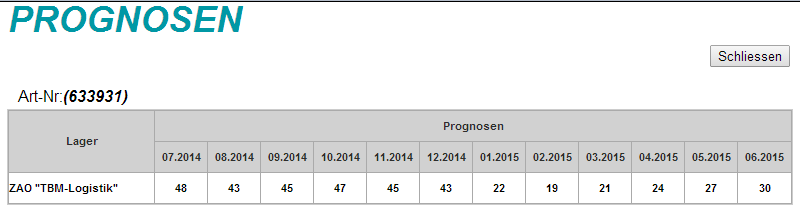 PROGNOSEN
Schliessen
Art-Nr:(633931)
Lager Prognosen
07.2014 08.2014 09.2014 10.2014 11.2014 12.2014 01.2015 02.2015 03.2015 04.2015 05.2015 06.2015
ZAO "TBM-Logistik" 48 43 45 47 45 43 22 19 21 24 27 30